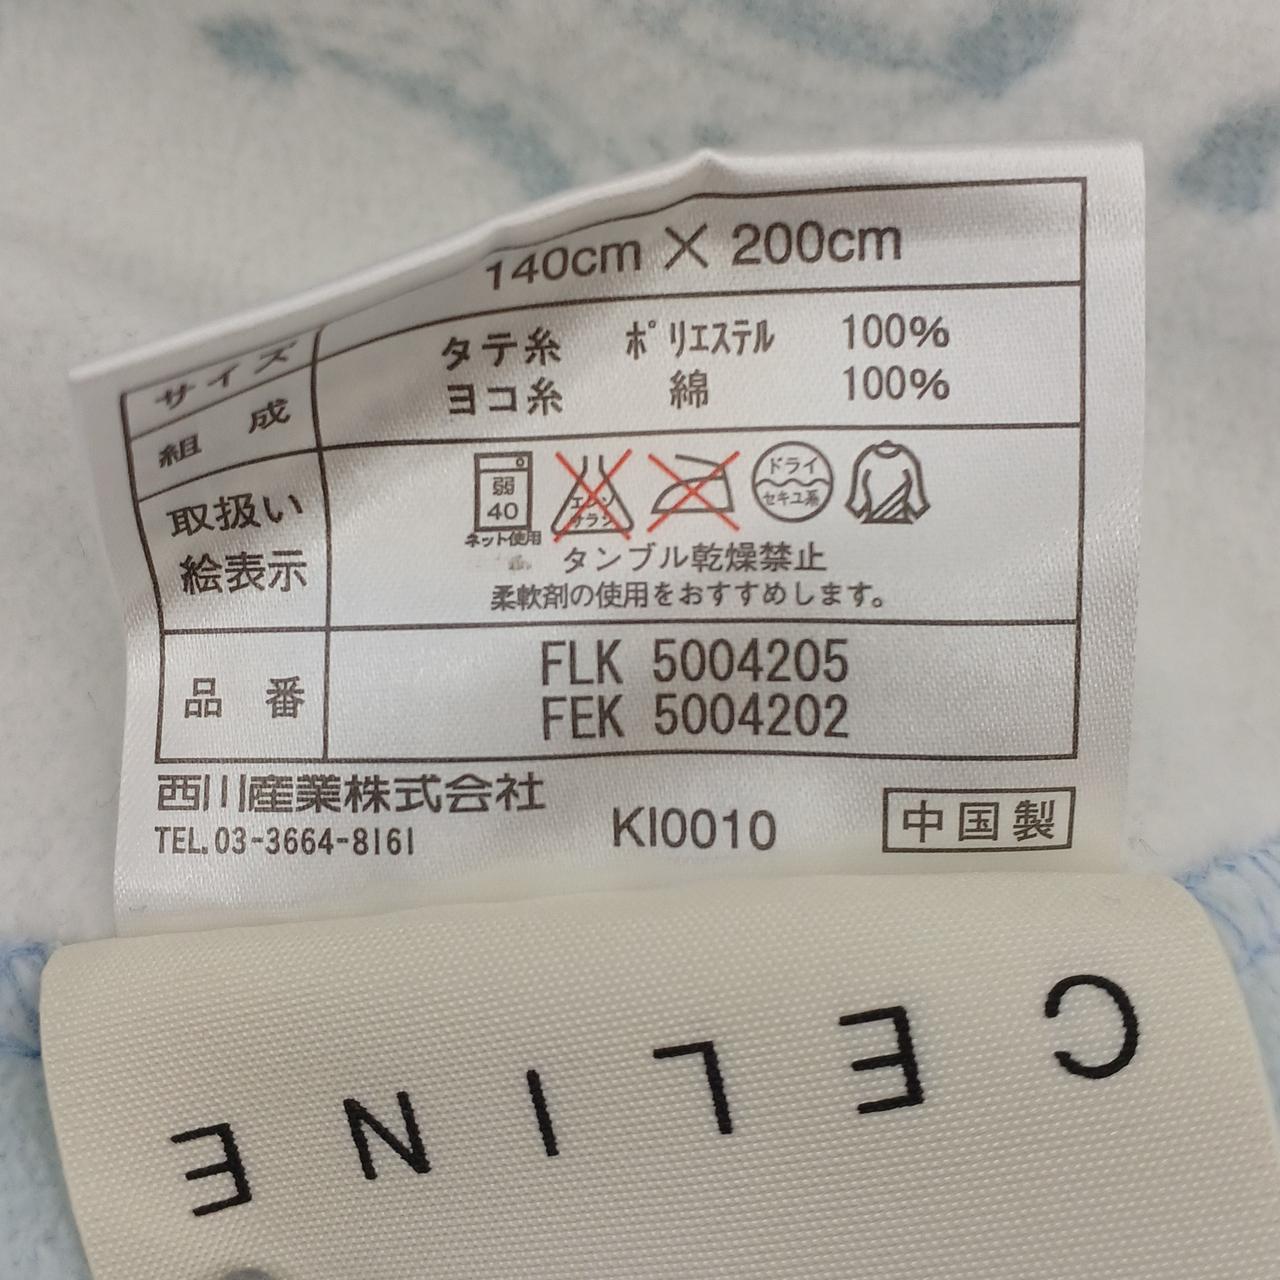 サイズ 140cm × 200cm
組成 タテ糸 ポリエステル 100%
ヨコ糸 綿 100%
取扱い
絵表示
弱
40
ネット使用
エンソ
サラシ
ドライ
セキユ系
タンブル乾燥禁止
柔軟剤の使用をおすすめします。
品番 FLK 5004205
FEK 5004202
西川産業株式会社
TEL.03-3664-8161
KI0010
中国製
CELINE